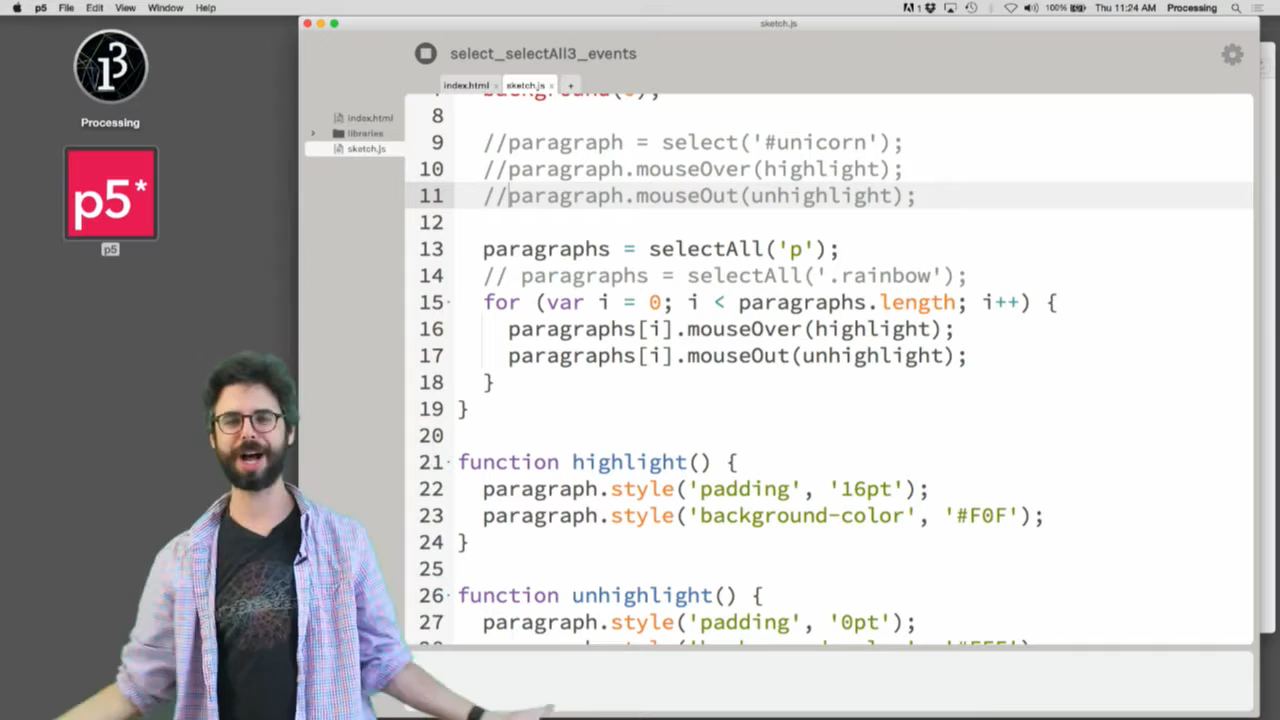 p5 File Edit View Window Help
1 100% Thu 11:24 AM Processing
sketch.js
select_selectAll3_events
index.html × sketch.js × +
index.html
libraries
sketch.js
Processing
p5*
p5
8
9 //paragraph = select('#unicorn');
10 //paragraph.mouseOver(highlight);
11 //paragraph.mouseOut(unhighlight);
12
13 paragraphs = selectAll('p');
14 // paragraphs = selectAll('.rainbow');
15 for (var i = 0; i < paragraphs.length; i++) {
16 paragraphs[i].mouseOver(highlight);
17 paragraphs[i].mouseOut(unhighlight);
18 }
19 }
20
21 function highlight() {
22 paragraph.style('padding', '16pt');
23 paragraph.style('background-color', '#F0F');
24 }
25
26 function unhighlight() {
27 paragraph.style('padding', '0pt');